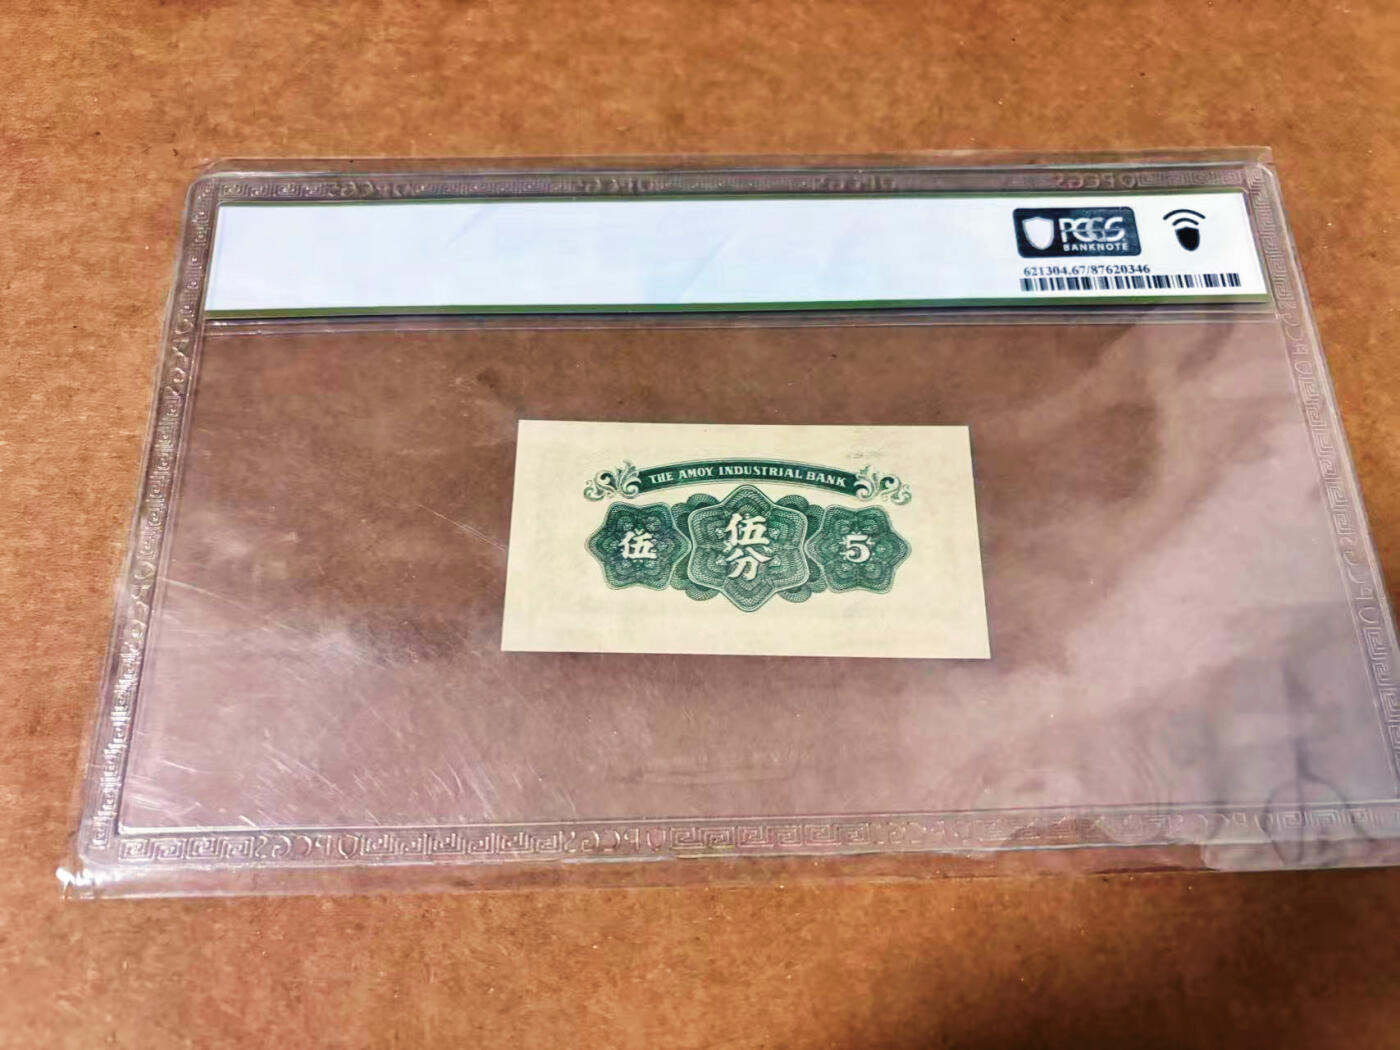 PCGS
BANKNOTE
621304.67/87620346
THE AMOY INDUSTRIAL BANK
伍
伍分
5